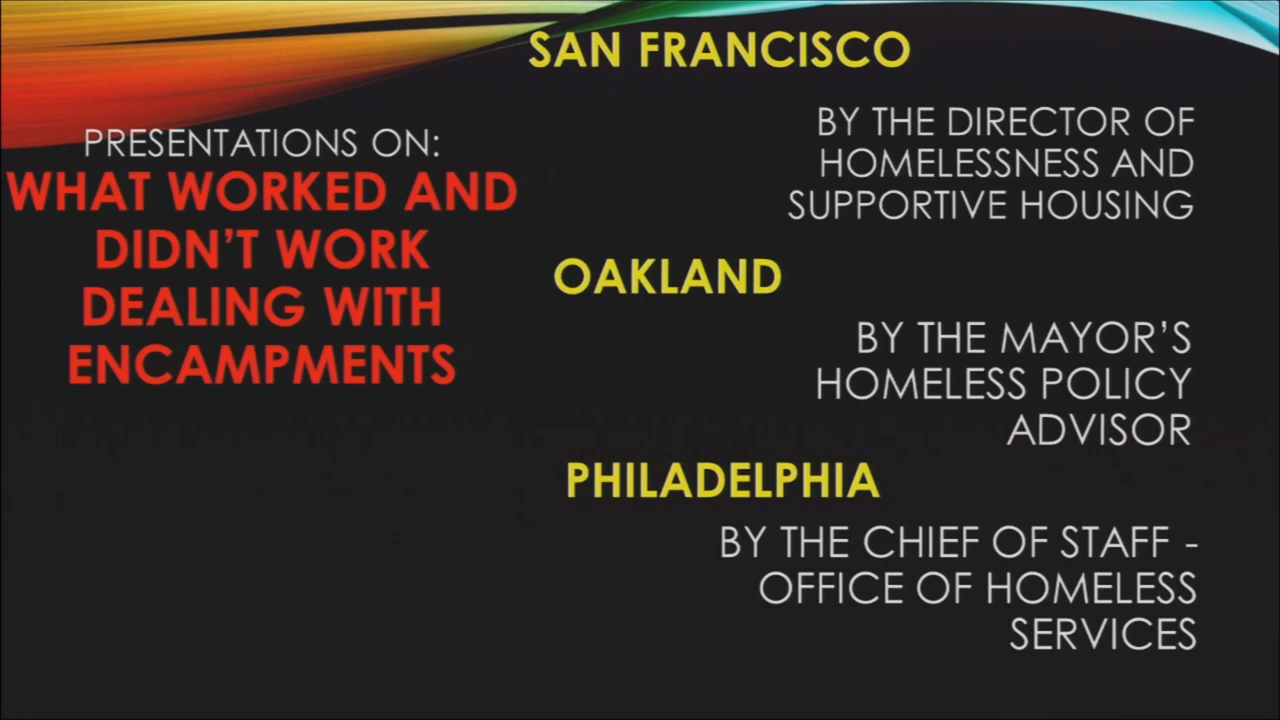 PRESENTATIONS ON:
WHAT WORKED AND
DIDN'T WORK
DEALING WITH
ENCAMPMENTS
SAN FRANCISCO
BY THE DIRECTOR OF
HOMELESSNESS AND
SUPPORTIVE HOUSING
OAKLAND
BY THE MAYOR'S
HOMELESS POLICY
ADVISOR
PHILADELPHIA
BY THE CHIEF OF STAFF -
OFFICE OF HOMELESS
SERVICES